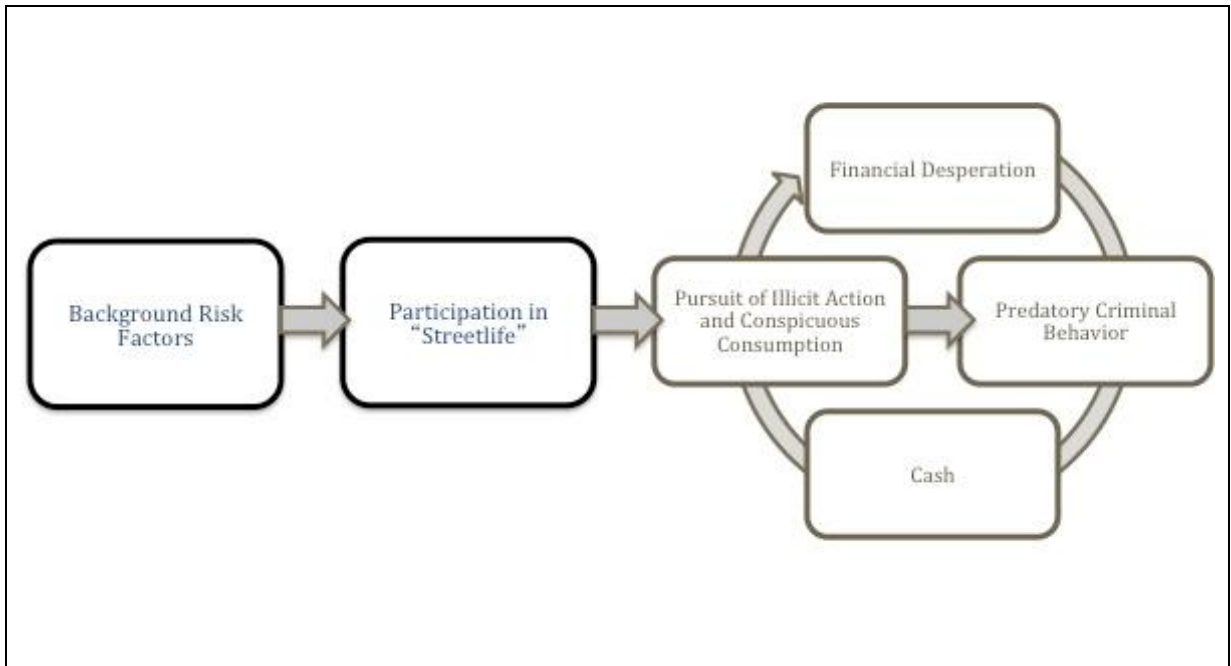 Background Risk
Factors
Participation in
“Streetlife”
Pursuit of Illicit Action
and Conspicuous
Consumption
Financial Desperation
Predatory Criminal
Behavior
Cash